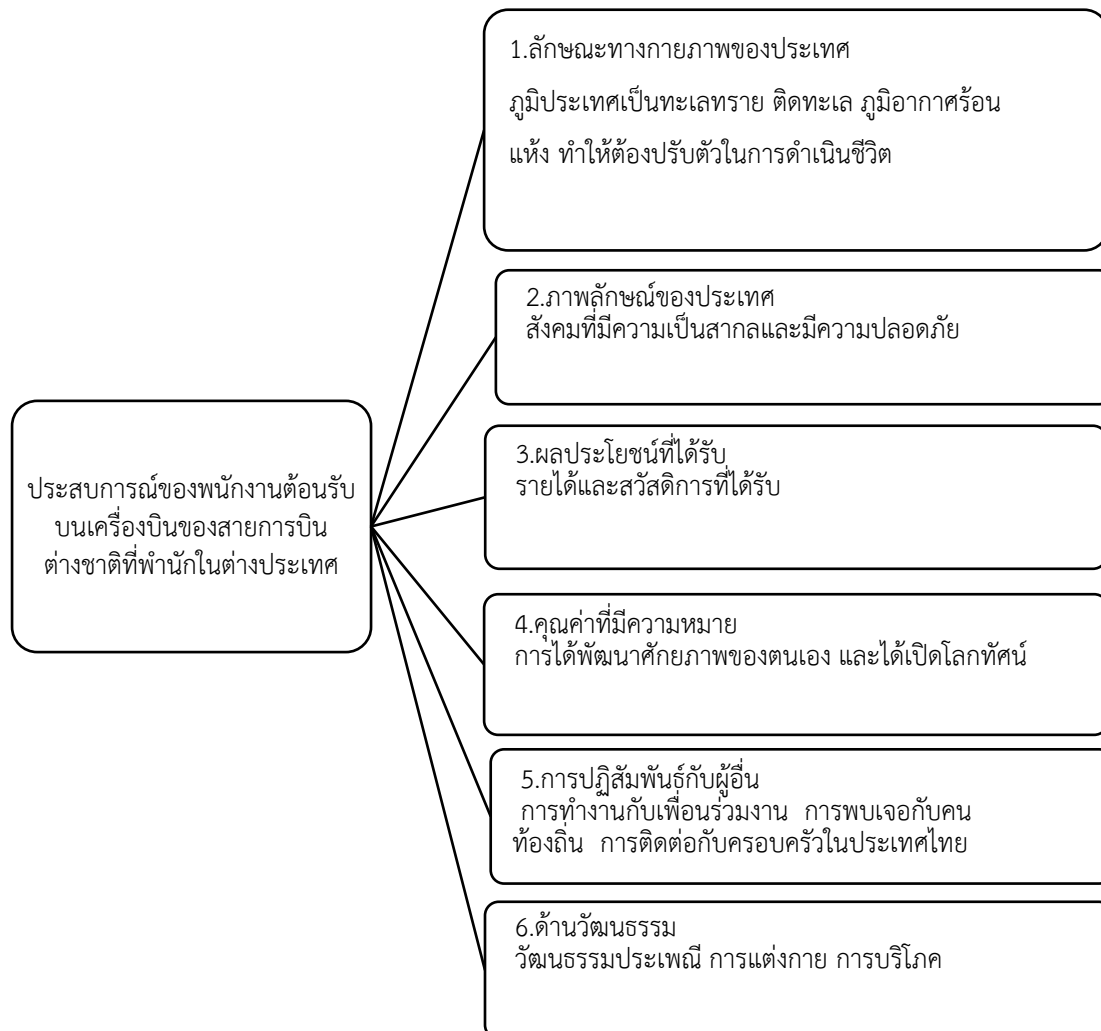 1.ลักษณะทางกายภาพของประเทศ
ภูมิประเทศเป็นทะเลทราย ติดทะเล ภูมิอากาศร้อน
แห้ง ทำให้ต้องปรับตัวในการดำเนินชีวิต
2.ภาพลักษณ์ของประเทศ
สังคมที่มีความเป็นสากลและมีความปลอดภัย
ประสบการณ์ของพนักงานต้อนรับ
บนเครื่องบินของสายการบิน
ต่างชาติที่พำนักในต่างประเทศ
3.ผลประโยชน์ที่ได้รับ
รายได้และสวัสดิการที่ได้รับ
4.คุณค่าที่มีความหมาย
การได้พัฒนาศักยภาพของตนเอง และได้เปิดโลกทัศน์
5.การปฏิสัมพันธ์กับผู้อื่น
การทำงานกับเพื่อนร่วมงาน การพบเจอกับคน
ท้องถิ่น การติดต่อกับครอบครัวในประเทศไทย
6.ด้านวัฒนธรรม
วัฒนธรรมประเพณี การแต่งกาย การบริโภค